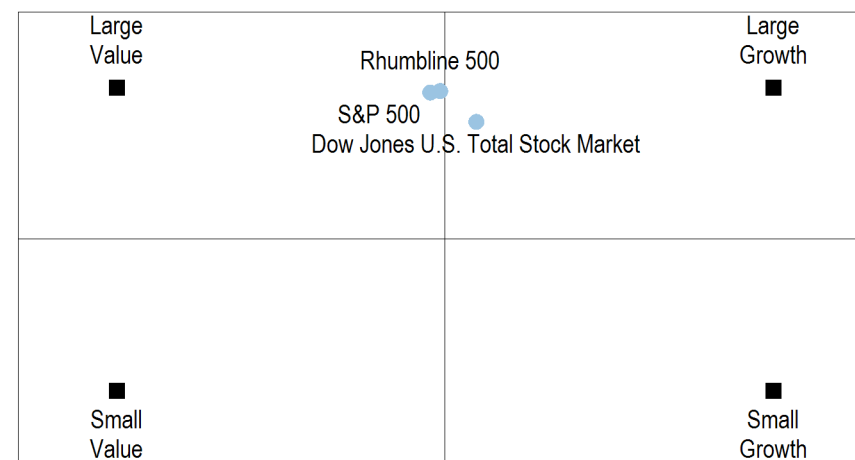 Large
Value
Large
Growth
Rhumbline 500
S&P 500
Dow Jones U.S. Total Stock Market
Small
Value
Small
Growth